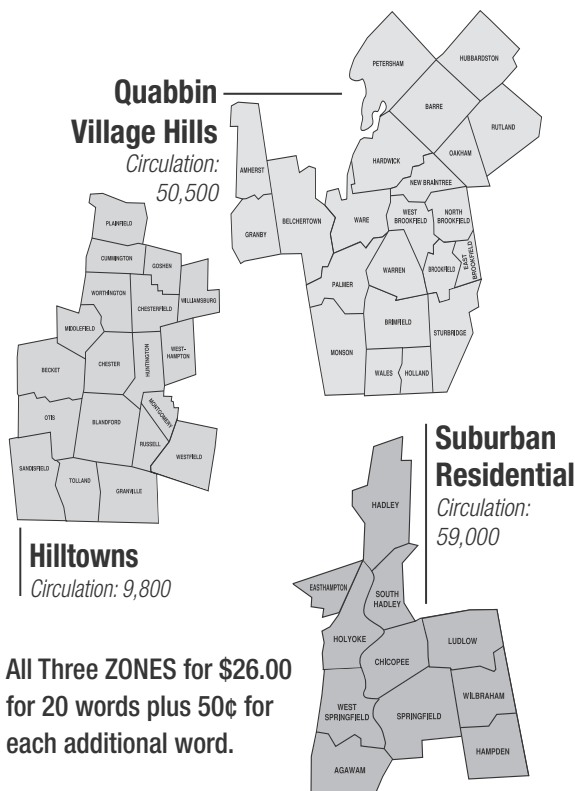 Quabbin
Village Hills
Circulation:
50,500
PETERSHAM
HUBBARDSTON
BARRE
RUTLAND
HARDWICK
OAKHAM
NEW BRAINTREE
AMHERST
BELCHERTOWN
GRANBY
WARE
WEST
BROOKFIELD
NORTH
BROOKFIELD
PALMER
WARREN
BROOKFIELD
EAST
BROOKFIELD
BRIMFIELD
STURBRIDGE
MONSON
WALES
HOLLAND
PLAINFIELD
CUMMINGTON
GOSHEN
WORTHINGTON
WILLIAMSBURG
CHESTERFIELD
MIDDLEFIELD
BECKET
CHESTER
HUNTINGTON
WEST-
HAMPTON
OTIS
BLANDFORD
MONTGOMERY
RUSSELL
WESTFIELD
SANDISFIELD
TOLLAND
GRANVILLE
Hilltowns
Circulation: 9,800
Suburban
Residential
Circulation:
59,000
HADLEY
EASTHAMPTON
SOUTH
HADLEY
HOLYOKE
CHICOPEE
LUDLOW
WEST
SPRINGFIELD
SPRINGFIELD
WILBRAHAM
HAMPDEN
AGAWAM
All Three ZONES for $26.00
for 20 words plus 50¢ for
each additional word.